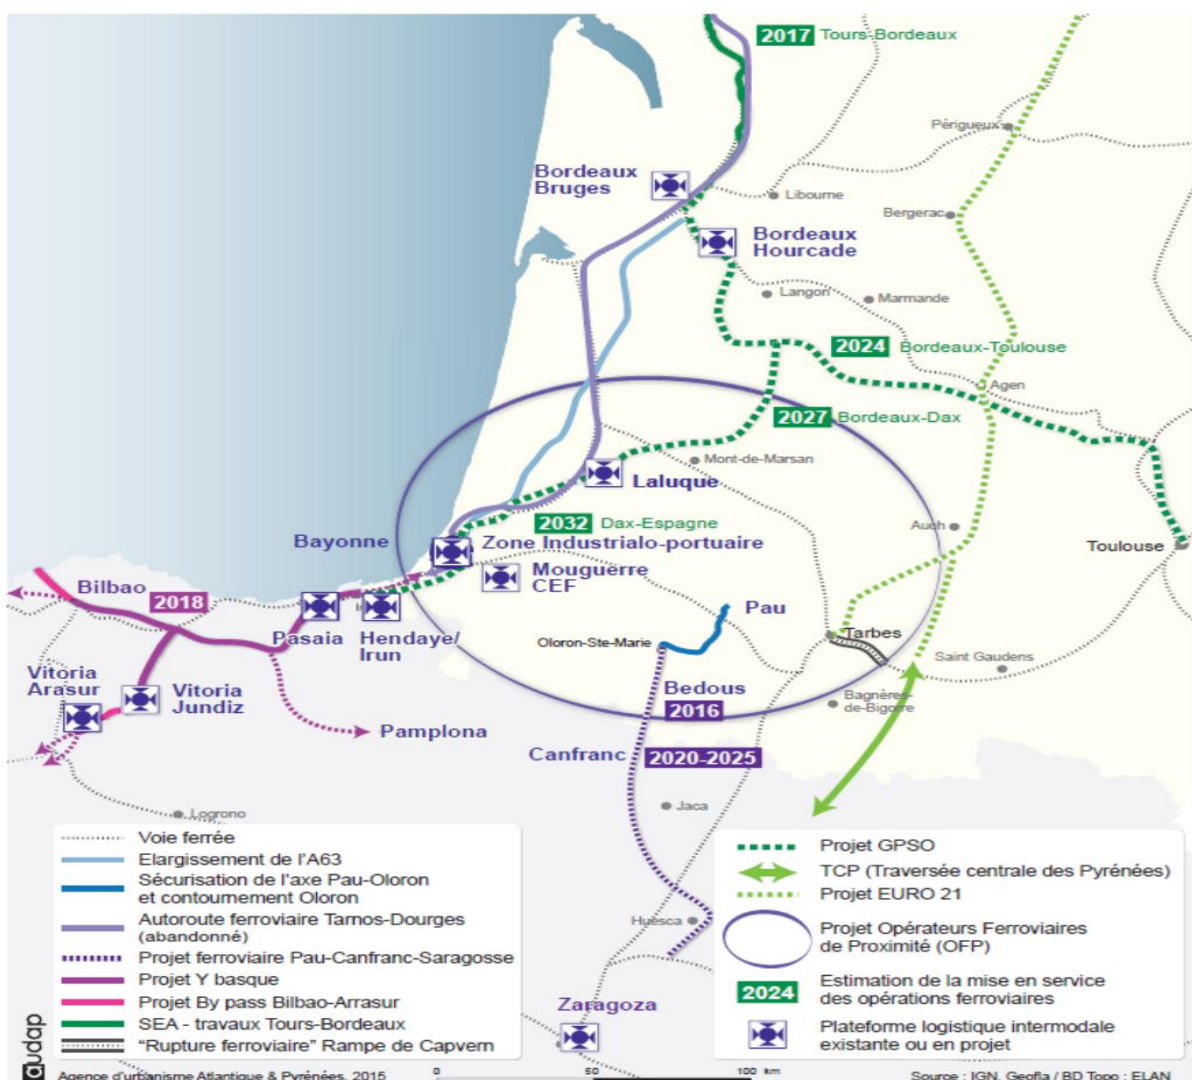 2017 Tours-Bordeaux
Périgueux
Bordeaux
Bruges
Libourne
Bergerac
Bordeaux
Hourcade
Langon
Marmande
2024 Bordeaux-Toulouse
Agen
2027 Bordeaux-Dax
Mont-de-Marsan
Laluque
2032 Dax-Espagne
Auch
Bayonne
Zone Industrialo-portuaire
Toulouse
Mouguerre
CEF
Bilbao 2018
Pau
Pasaia
Hendaye/
Irun
Oloron-Ste-Marie
Tarbes
Saint Gaudens
Vitoria
Arasur
Vitoria
Jundiz
Bedous
2016
Bagnères-
de-Bigorre
Pamplona
Canfranc 2020-2025
Jaca
Logrono
Huesca
Zaragoza
Voie ferrée
Elargissement de l'A63
Sécurisation de l'axe Pau-Oloron
et contournement Oloron
Autoroute ferroviaire Tarnos-Dourges
(abandonné)
Projet ferroviaire Pau-Canfranc-Saragosse
Projet Y basque
Projet By pass Bilbao-Arrasur
SEA - travaux Tours-Bordeaux
"Rupture ferroviaire" Rampe de Capvern
Projet GPSO
TCP (Traversée centrale des Pyrénées)
Projet EURO 21
Projet Opérateurs Ferroviaires
de Proximité (OFP)
2024 Estimation de la mise en service
des opérations ferroviaires
Plateforme logistique intermodale
existante ou en projet
audap
Agence d'urbanisme Atlantique & Pyrénées, 2015
0 50 100 km
Source : IGN, Geofla / BD Topo ; ELAN